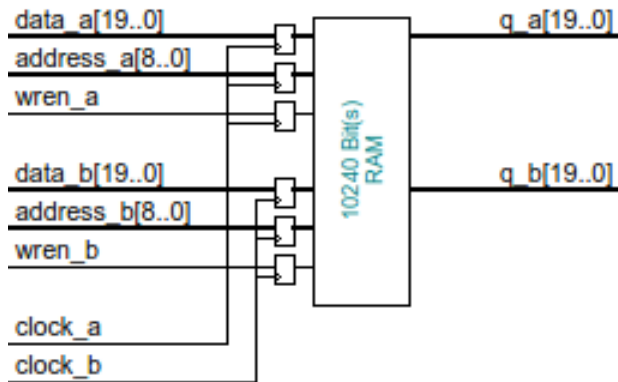 data_a[19..0]
q_a[19..0]
address_a[8..0]
wren_a
10240 Bit(s)
RAM
data_b[19..0]
q_b[19..0]
address_b[8..0]
wren_b
clock_a
clock_b